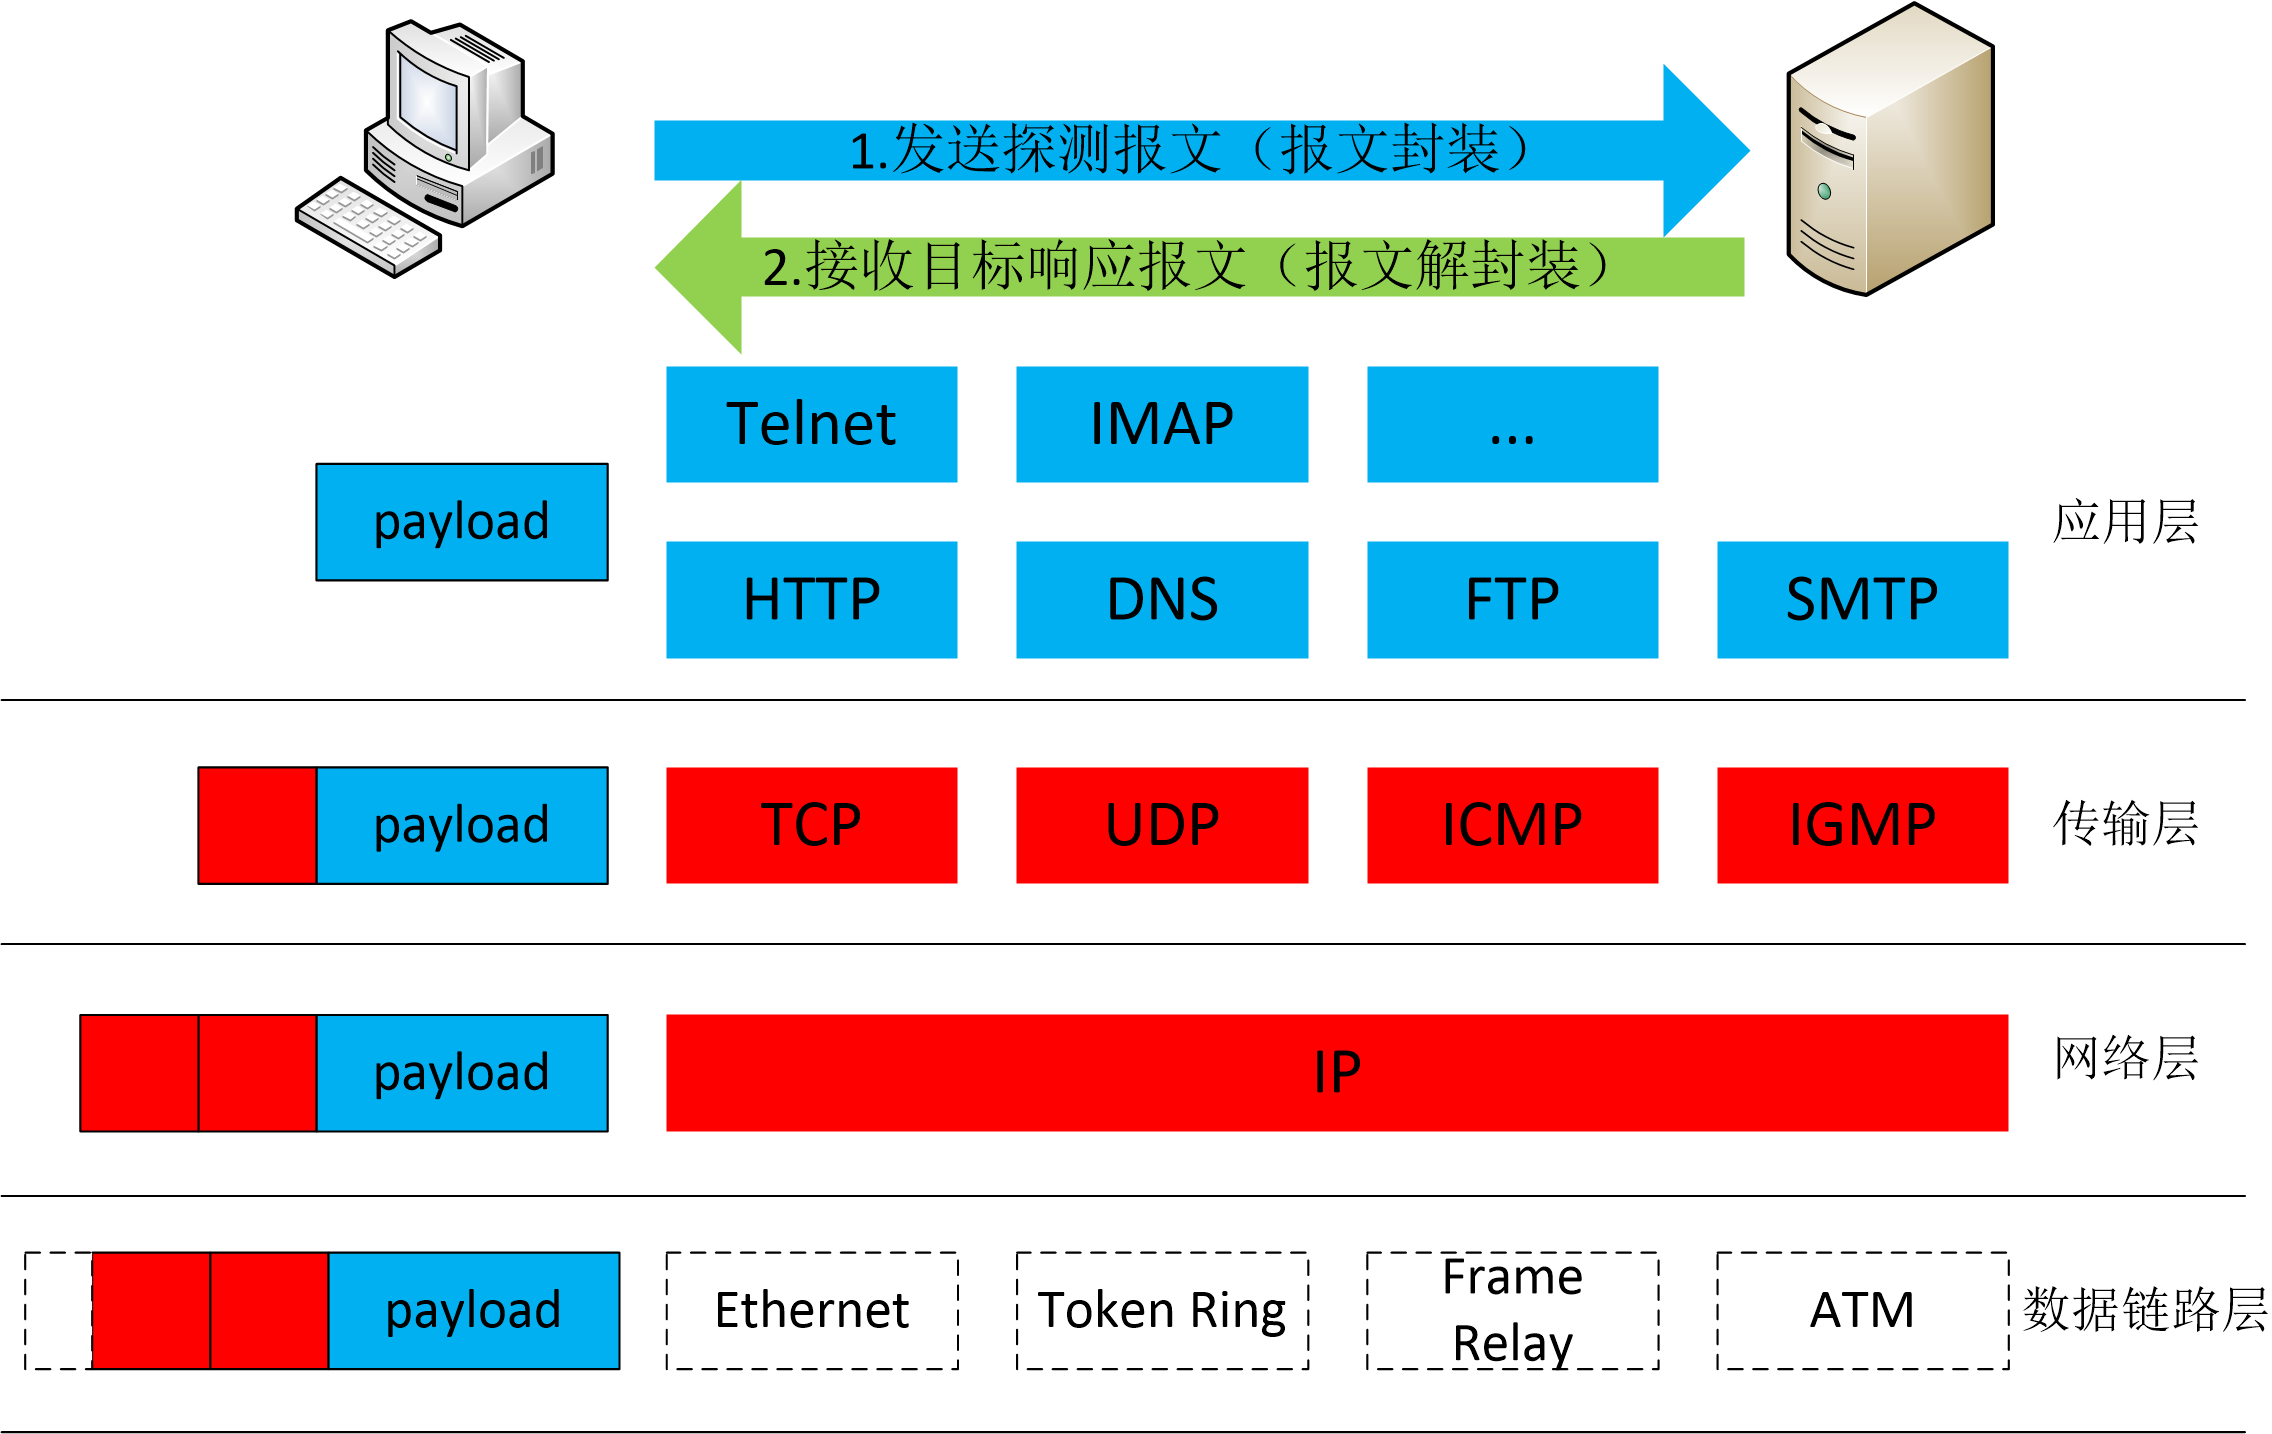 1.发送探测报文（报文封装）
2.接收目标响应报文（报文解封装）
Telnet
IMAP
...
payload
应用层
HTTP
DNS
FTP
SMTP
payload
TCP
UDP
ICMP
IGMP
传输层
payload
IP
网络层
payload
Ethernet
Token Ring
Frame
Relay
ATM
数据链路层